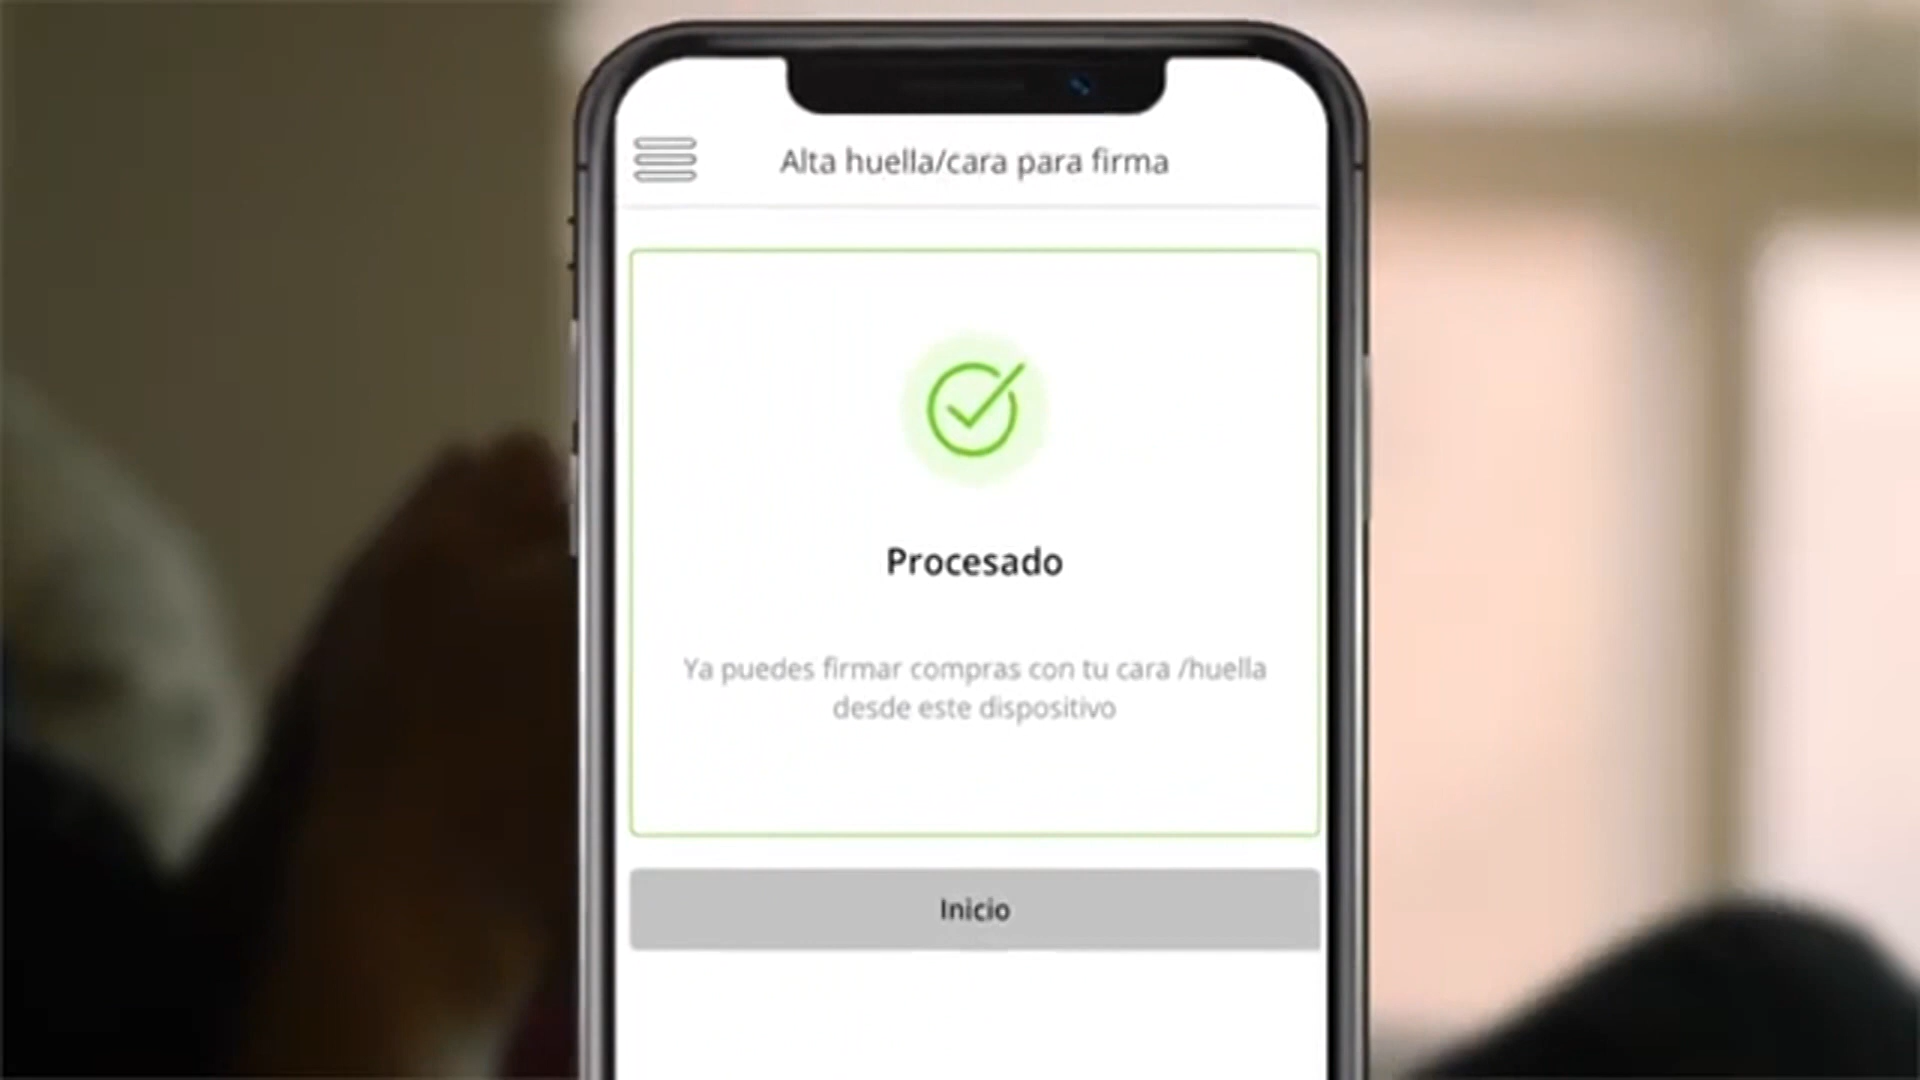 Alta huella/cara para firma
Procesado
Ya puedes firmar compras con tu cara /huella
desde este dispositivo
Inicio